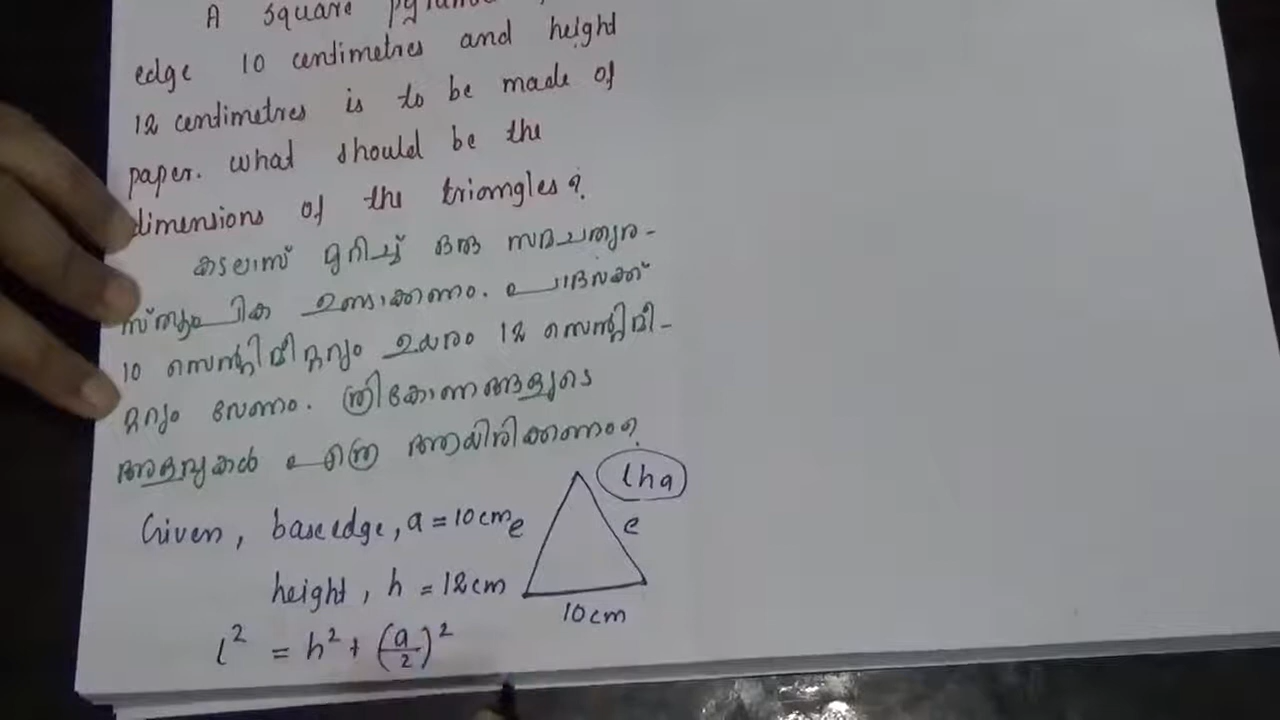 A square
edge 10 centimetres and height
12 centimetres is to be made of
paper. what should be the
dimensions of the triangles?
കടലാസ് മുറിച്ച് ഒരു സമചതുര-
സ്തൂപിക ഉണ്ടാക്കണം. പാദവക്ക്
10 സെന്റിമീറ്ററും ഉയരം 12 സെന്റിമീ-
റ്ററും വേണം. ത്രികോണങ്ങളുടെ
അളവുകൾ എത്ര ആയിരിക്കണം?
lha
Given, base edge, a = 10cm
e
e
height, h = 12cm
10cm
l² = h² + (a/2)²